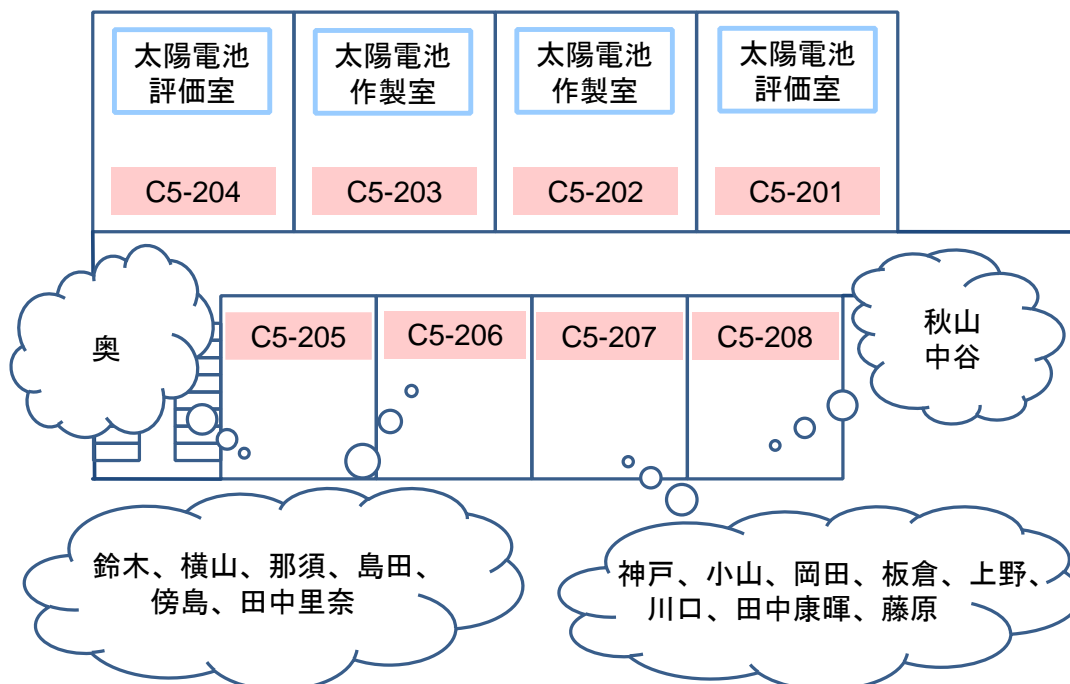 太陽電池
評価室
太陽電池
作製室
太陽電池
作製室
太陽電池
評価室
C5-204
C5-203
C5-202
C5-201
奥
C5-205
C5-206
C5-207
C5-208
秋山
中谷
鈴木、横山、那須、島田、
傍島、田中里奈
神戸、小山、岡田、板倉、上野、
川口、田中康暉、藤原